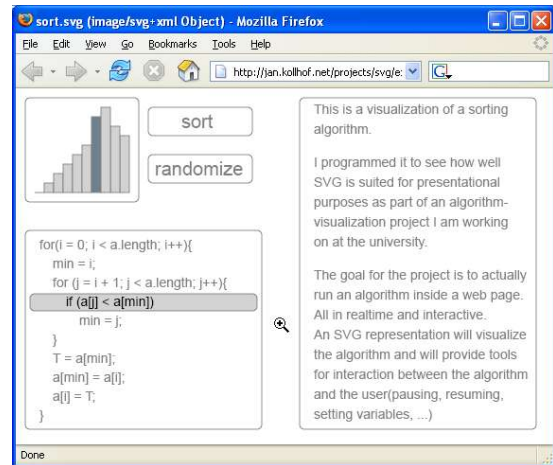 sort.svg (image/svg+xml Object) - Mozilla Firefox
File Edit View Go Bookmarks Tools Help
http://jan.kollhof.net/projects/svg/e:
G
sort
randomize
for(i = 0; i < a.length; i++){
min = i;
for (j = i + 1; j < a.length; j++){
if (a[j] < a[min])
min = j;
}
T = a[min];
a[min] = a[i];
a[i] = T;
}
This is a visualization of a sorting
algorithm.
I programmed it to see how well
SVG is suited for presentational
purposes as part of an algorithm-
visualization project I am working
on at the university.
The goal for the project is to actually
run an algorithm inside a web page.
All in realtime and interactive.
An SVG representation will visualize
the algorithm and will provide tools
for interaction between the algorithm
and the user(pausing, resuming,
setting variables, ...)
Done